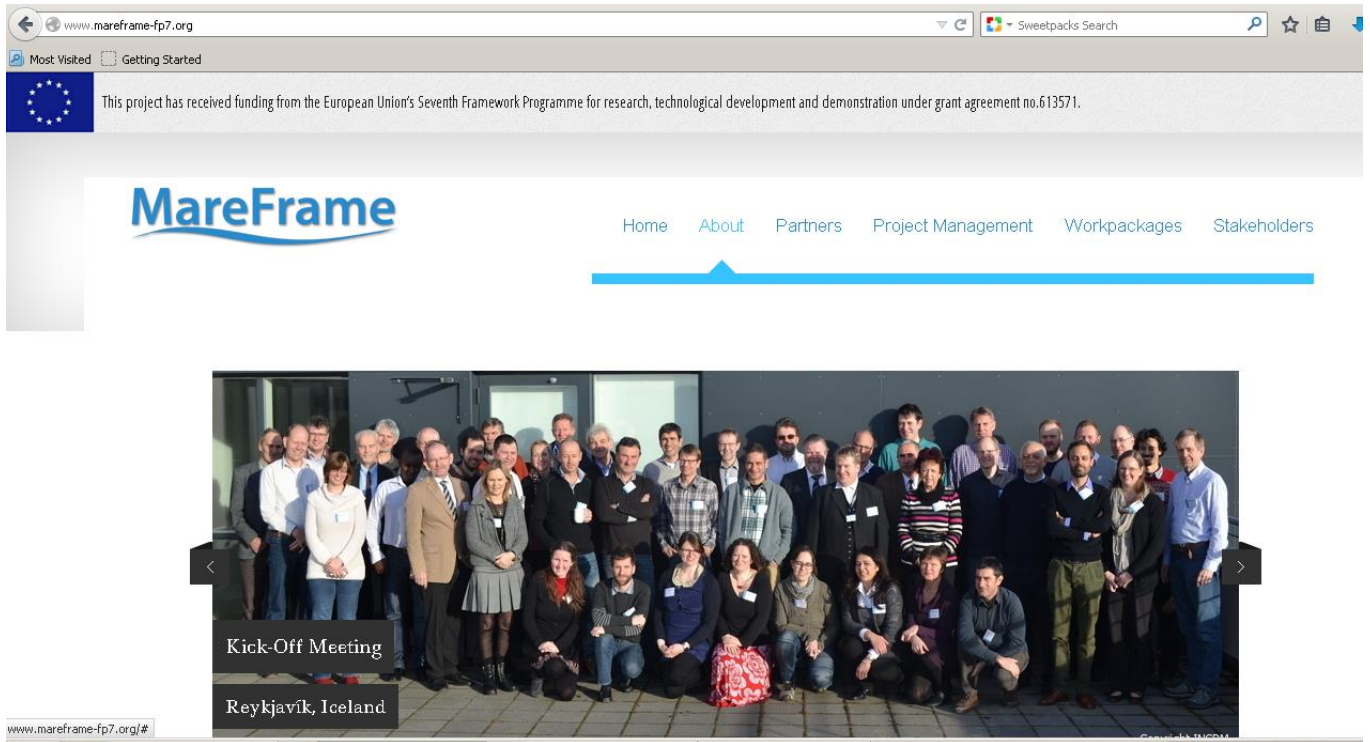 www.mareframe-fp7.org
Sweetpacks Search
Most Visited Getting Started
This project has received funding from the European Union's Seventh Framework Programme for research, technological development and demonstration under grant agreement no.613571.
MareFrame
Home About Partners Project Management Workpackages Stakeholders
Kick-Off Meeting
Reykjavík, Iceland
www.mareframe-fp7.org/#
Copyright INCDM